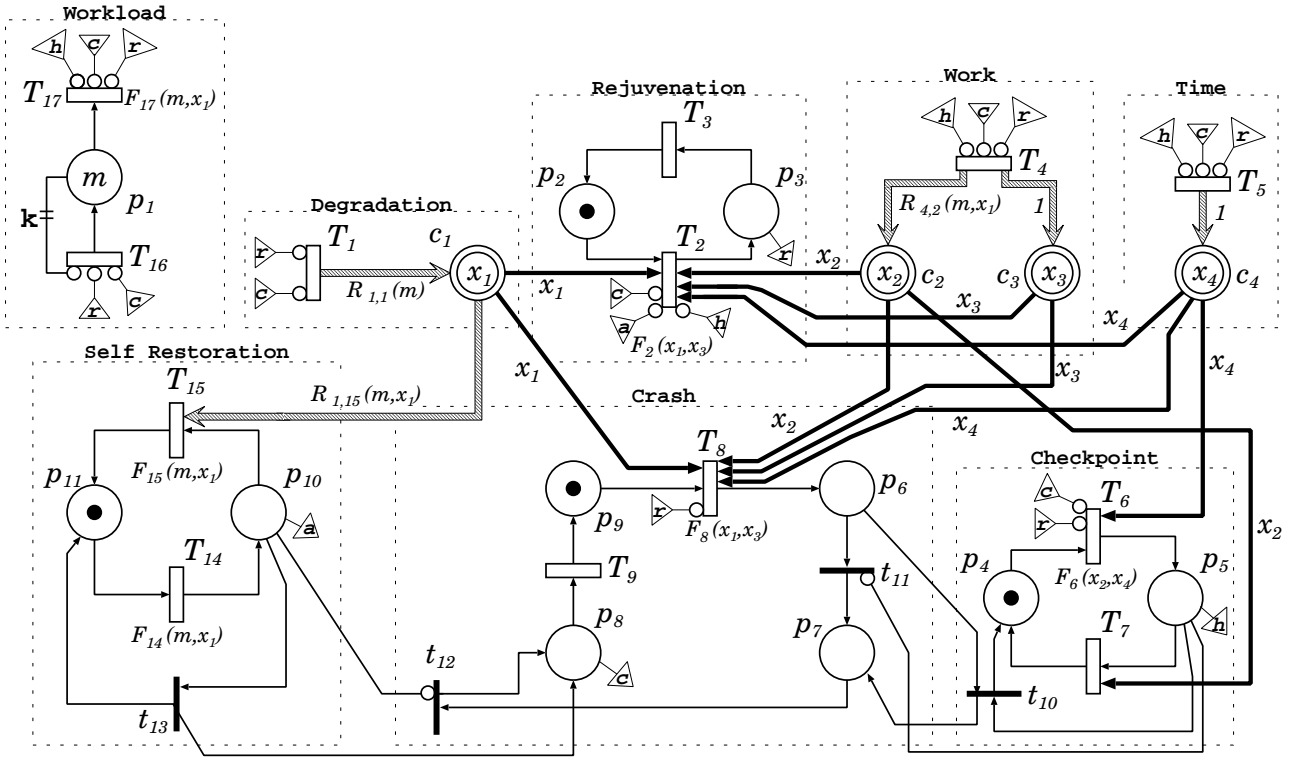 Workload
h c r
T17 F17(m,x1)
m
p1
k
T16
r c
Degradation
r T1
c R1,1(m)
c1
x1
x1
x1
Rejuvenation
T3
p2 p3
r
T2
c
a h
F2(x1,x3)
Work
h c r
T4
R4,2(m,x1) 1
x2 x2 c2 c3 x3
x3
x4
x3
Time
h c r
T5
1
x4 c4
x4
Self Restoration
T15 R1,15(m,x1)
F15(m,x1)
p11 p10
a
T14
F14(m,x1)
t13
Crash
x2 x4
T8
r
F8(x1,x3)
p9 p6
T9 t11
p8 p7
c
t12
Checkpoint
c T6
r
x2
p4 F6(x2,x4) p5
h
T7
t10